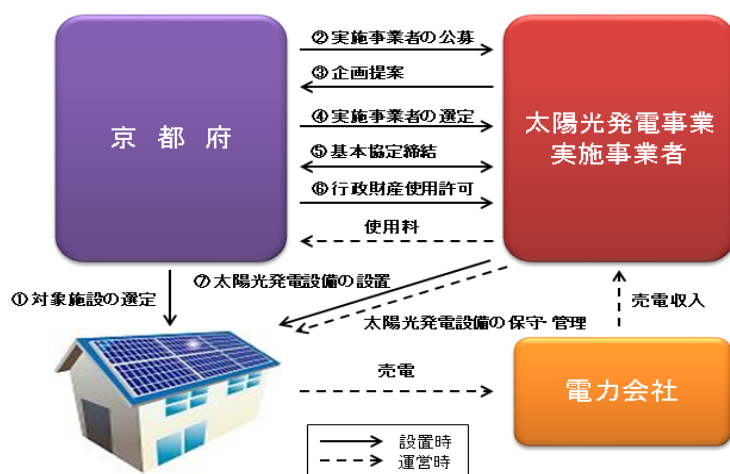 ②実施事業者の公募
③企画提案
④実施事業者の選定
⑤基本協定締結
⑥行政財産使用許可
使用料
京都府
太陽光発電事業
実施事業者
①対象施設の選定
⑦太陽光発電設備の設置
太陽光発電設備の保守・管理
売電収入
売電
電力会社
設置時
運営時